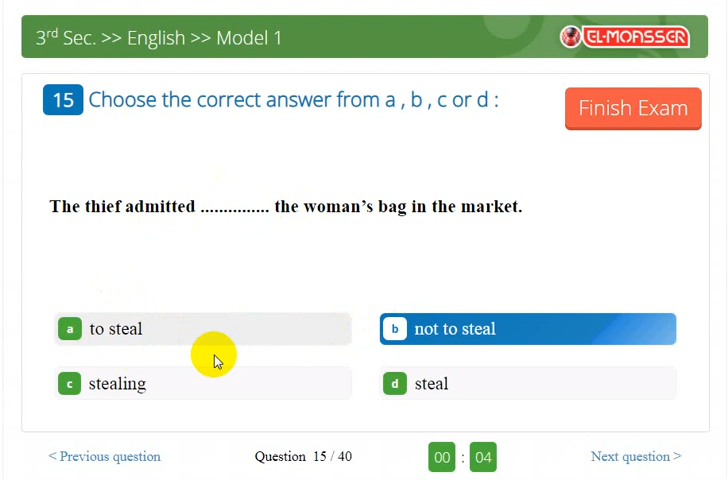 3rd Sec. >> English >> Model 1
EL-MOASSER
15 Choose the correct answer from a , b , c or d :
Finish Exam
The thief admitted ............... the woman's bag in the market.
a to steal
b not to steal
c stealing
d steal
< Previous question
Question 15 / 40
00 : 04
Next question >